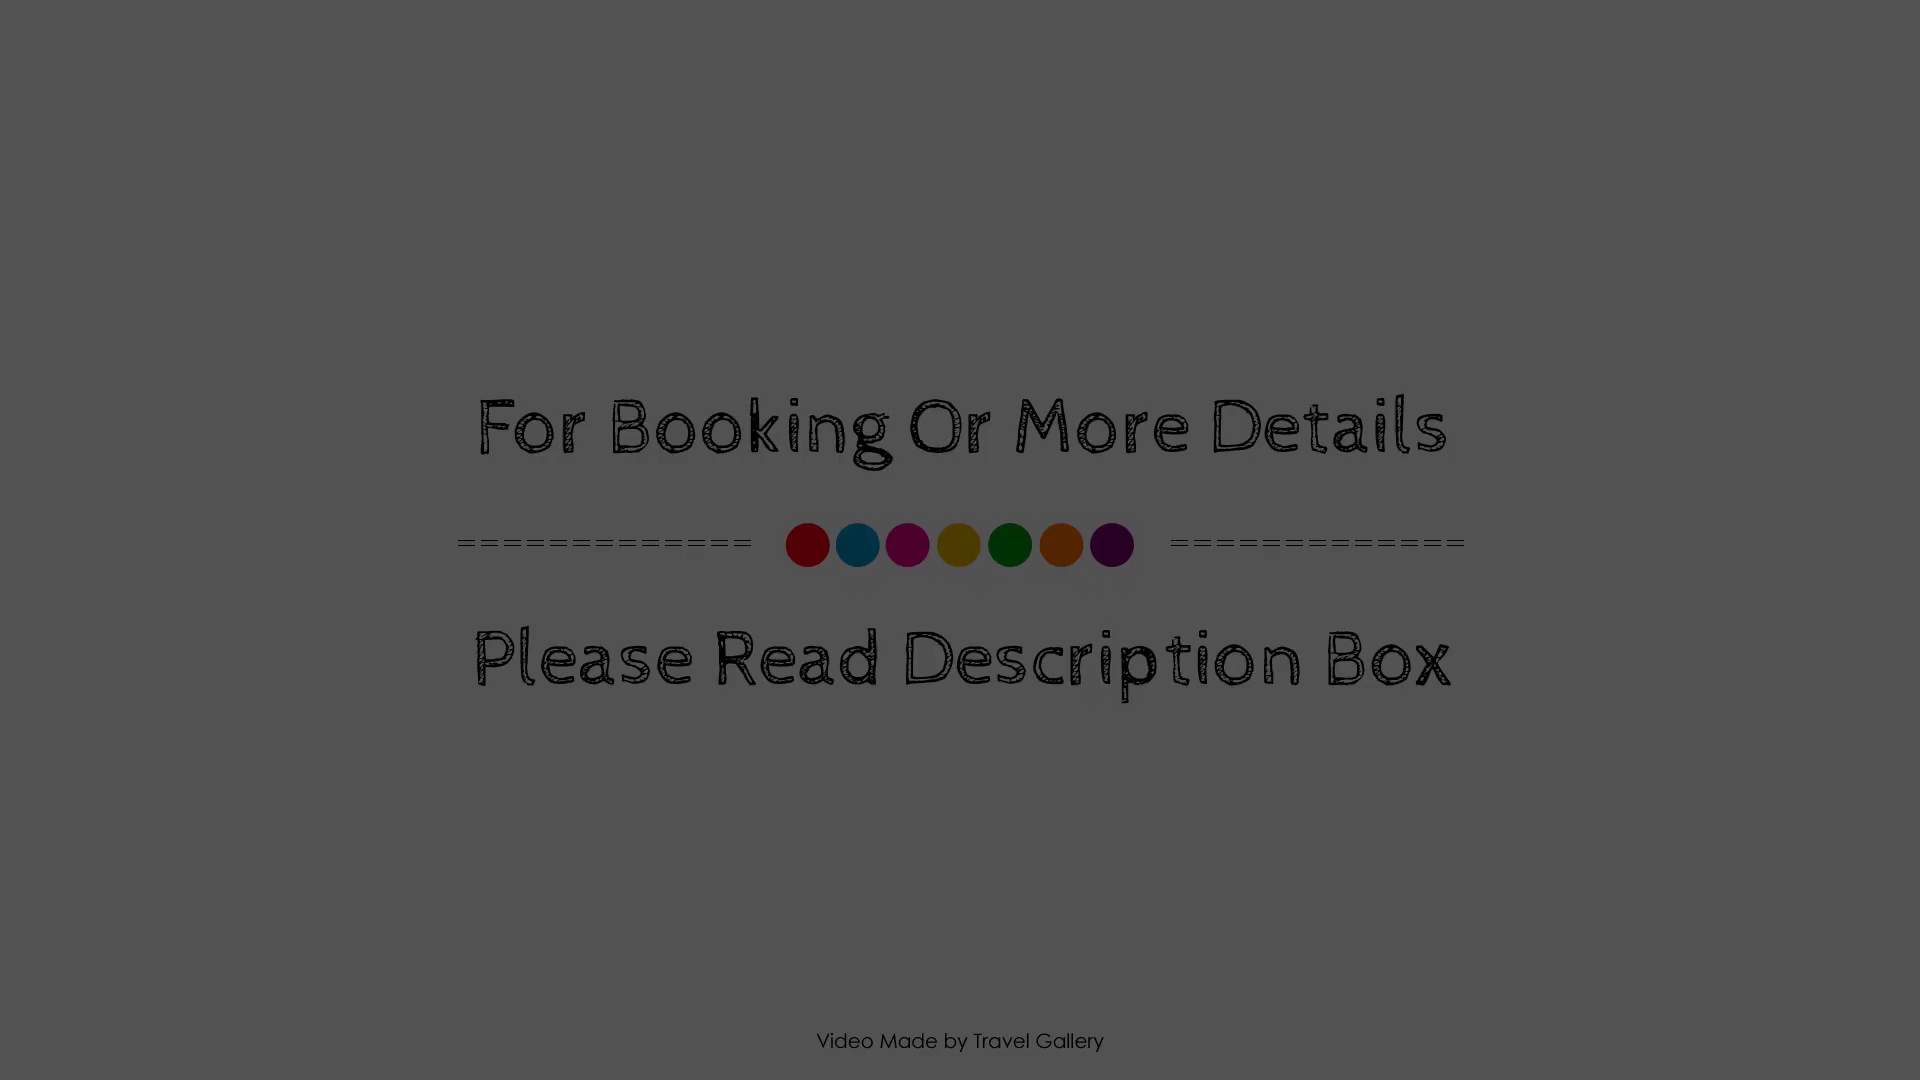 For Booking Or More Details
============= =============
Please Read Description Box
Video Made by Travel Gallery